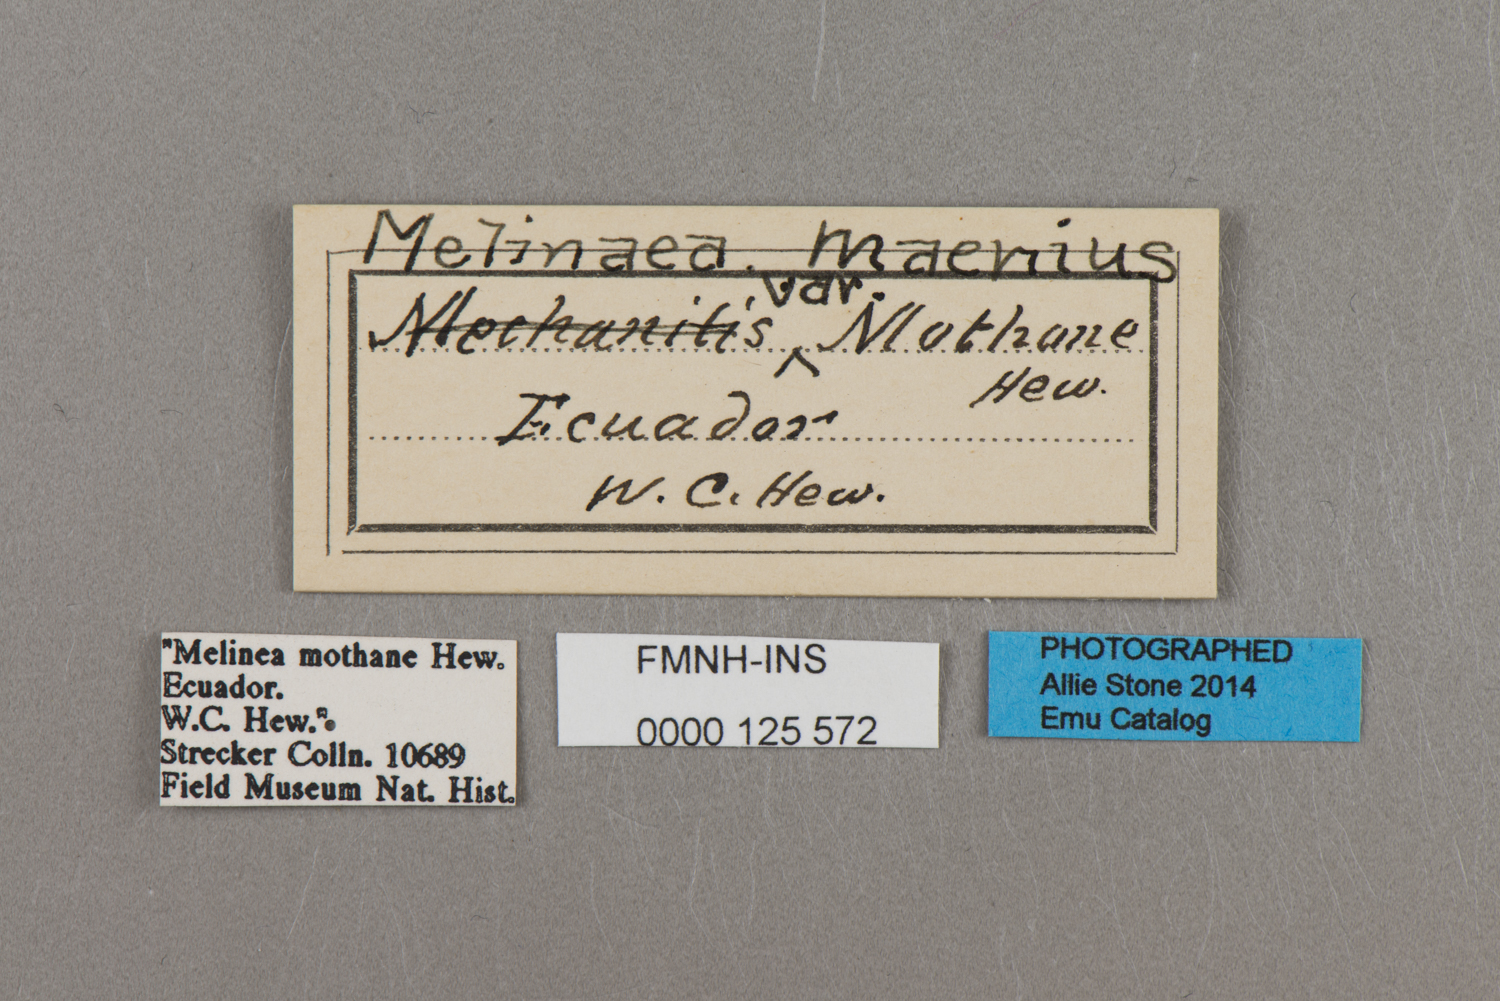 Melinaea. maenius
var.
Mechanitis ^ Mothone
Hew.
Ecuador
W. C. Hew.
"Melinea mothane Hew.
Ecuador.
W.C. Hew.".
Strecker Colln. 10689
Field Museum Nat. Hist.
FMNH-INS
0000 125 572
PHOTOGRAPHED
Allie Stone 2014
Emu Catalog